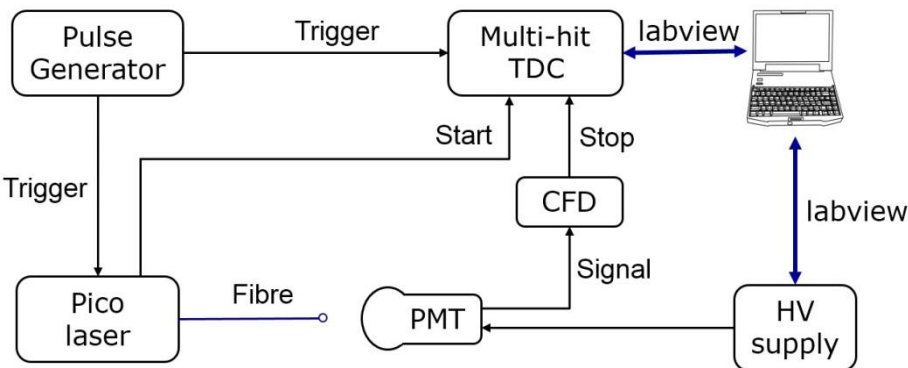 Pulse
Generator
Trigger
Multi-hit
TDC
labview
Start
Stop
Trigger
CFD
labview
Signal
Pico
laser
Fibre
PMT
HV
supply